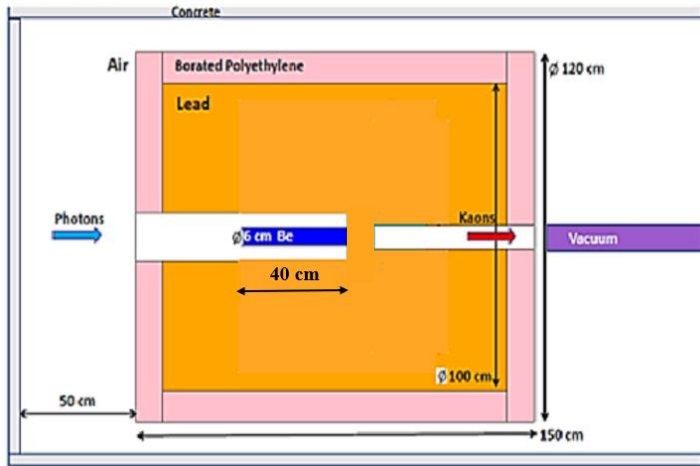 Concrete
Air
Borated Polyethylene
Ø 120 cm
Lead
Photons
Kaons
Ø6 cm Be
Vacuum
40 cm
Ø 100 cm
50 cm
150 cm